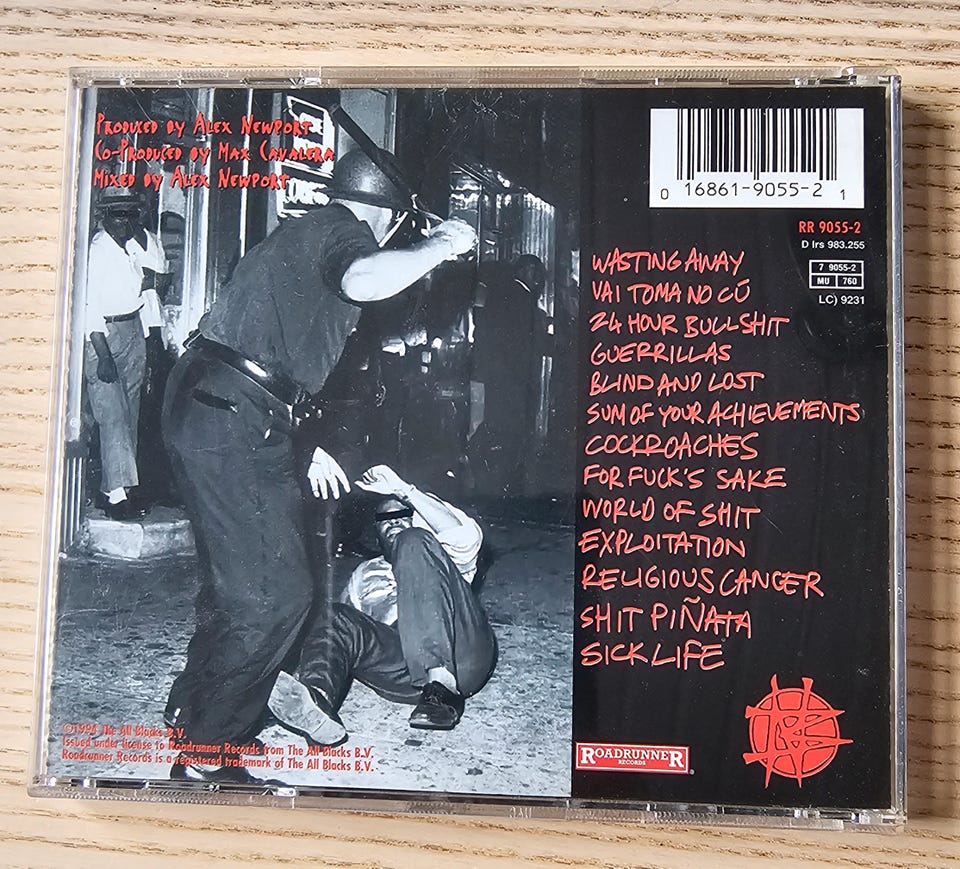 PRODUCED BY ALEX NEWPORT
CO-PRODUCED BY MAX CAVALERA
MIXED BY ALEX NEWPORT
0 16861-9055-2 1
RR 9055-2
D Irs 983.255
7 9055-2
MU 760
LC) 9231
WASTING AWAY
VAI TOMA NO CÚ
24 HOUR BULLSHIT
GUERRILLAS
BLIND AND LOST
SUM OF YOUR ACHIEVEMENTS
COCKROACHES
FOR FUCK'S SAKE
WORLD OF SHIT
EXPLOITATION
RELIGIOUS CANCER
SHIT PIÑATA
SICK LIFE
1994 The All Blacks B.V.
Issued under license to Roadrunner Records from The All Blacks B.V.
Roadrunner Records is a registered trademark of The All Blacks B.V.
ROADRUNNER
RECORDS